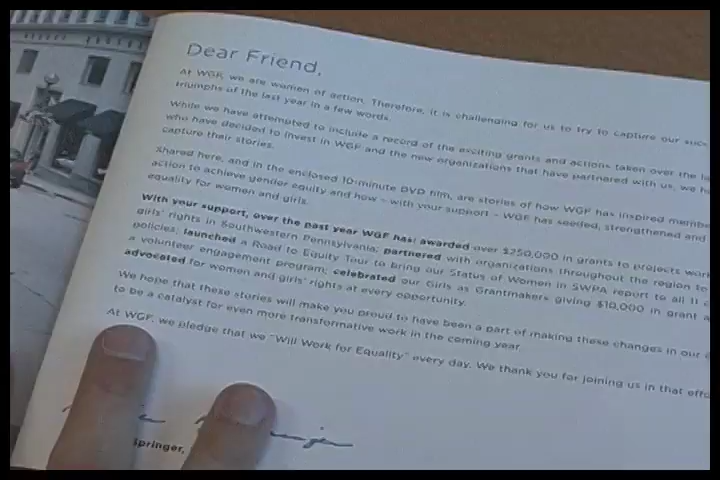 Dear Friend,
At WGF, we are women of action. Therefore, it is challenging for us to try to capture our
triumphs of the last year in a few words.
While we have attempted to include a record of the exciting grants and actions taken over the
who have decided to invest in WGF and the new organizations that have partnered with us, we
capture their stories.
Shared here, and in the enclosed 10-minute DVD film, are stories of how WGF has inspired
action to achieve gender equity and how - with your support - WGF has seeded, strengthened and
equality for women and girls.
With your support, over the past year WGF has: awarded over $250,000 in grants to projects
girls' rights in Southwestern Pennsylvania; partnered with organizations throughout the region to
policies; launched a Road to Equity Tour to bring our Status of Women in SWPA report to all 11
a volunteer engagement program; celebrated our Girls as Grantmakers giving $10,000 in grant
advocated for women and girls' rights at every opportunity.
We hope that these stories will make you proud to have been a part of making these changes in our
to be a catalyst for even more transformative work in the coming year.
At WGF, we pledge that we "Will Work for Equality" every day. We thank you for joining us in that
Springer,